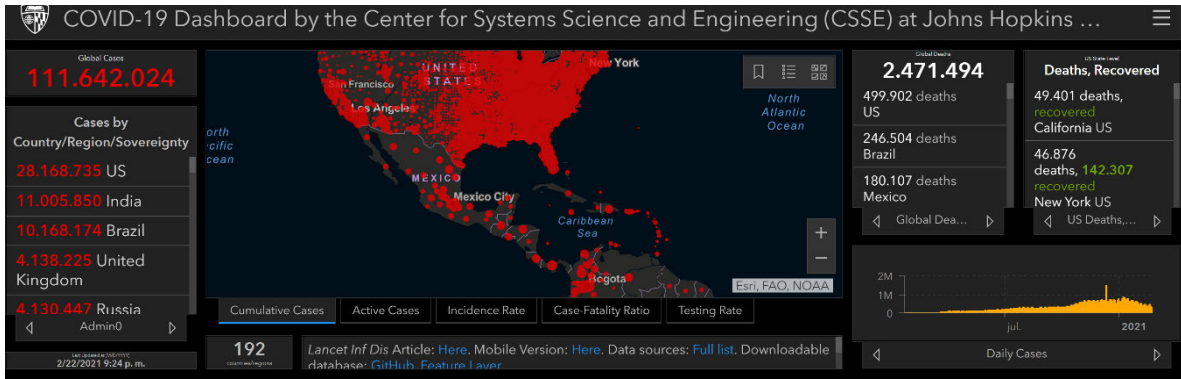 COVID-19 Dashboard by the Center for Systems Science and Engineering (CSSE) at Johns Hopkins ...
Global Cases
111.642.024
Cases by
Country/Region/Sovereignty
28.168.735 US
11.005.850 India
10.168.174 Brazil
4.138.225 United
Kingdom
4.130.447 Russia
Admin0
Last Updated at (M/D/YYYY)
2/22/2021 9:24 p. m.
New York
UNITED
STATES
San Francisco
Los Angeles
North
Atlantic
Ocean
orth
cific
cean
MEXICO
Mexico City
Caribbean
Sea
Bogota
+
−
Esri, FAO, NOAA
Cumulative Cases
Active Cases
Incidence Rate
Case-Fatality Ratio
Testing Rate
192
countries/regions
Lancet Inf Dis Article: Here. Mobile Version: Here. Data sources: Full list. Downloadable
database: GitHub, Feature Layer
Global Deaths
2.471.494
499.902 deaths
US
246.504 deaths
Brazil
180.107 deaths
Mexico
Global Dea...
US State Level
Deaths, Recovered
49.401 deaths,
recovered
California US
46.876
deaths, 142.307
recovered
New York US
US Deaths,...
2M
1M
0
jul.
2021
Daily Cases